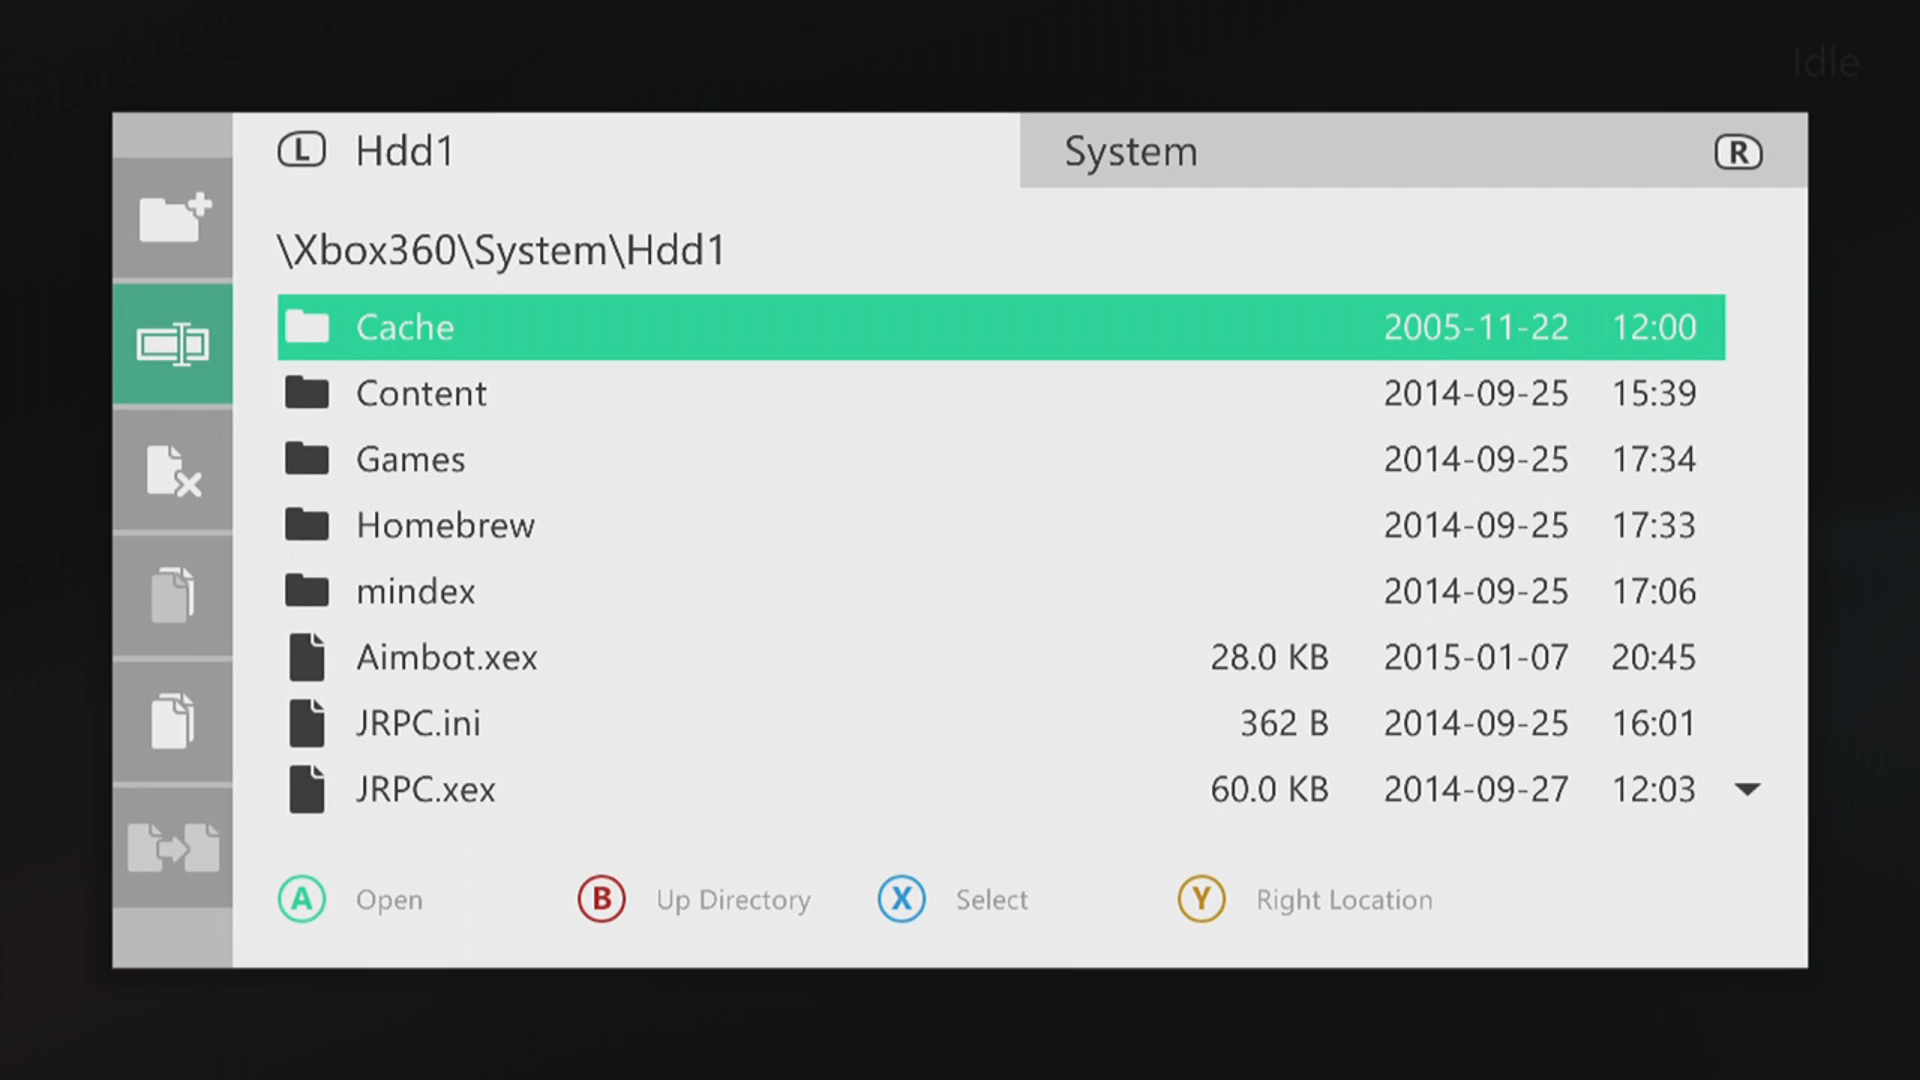 Idle
L Hdd1 System R
\Xbox360\System\Hdd1
Cache 2005-11-22 12:00
Content 2014-09-25 15:39
Games 2014-09-25 17:34
Homebrew 2014-09-25 17:33
mindex 2014-09-25 17:06
Aimbot.xex 28.0 KB 2015-01-07 20:45
JRPC.ini 362 B 2014-09-25 16:01
JRPC.xex 60.0 KB 2014-09-27 12:03
A Open B Up Directory X Select Y Right Location